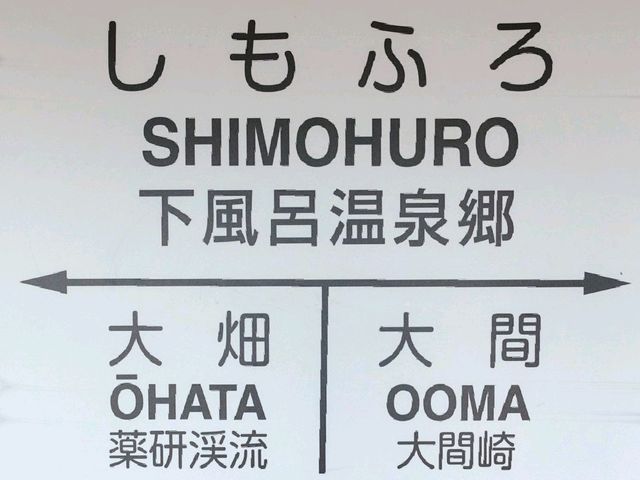 しもふろ
SHIMOHURO
下風呂温泉郷
大畑 大間
ŌHATA OOMA
薬研渓流 大間崎